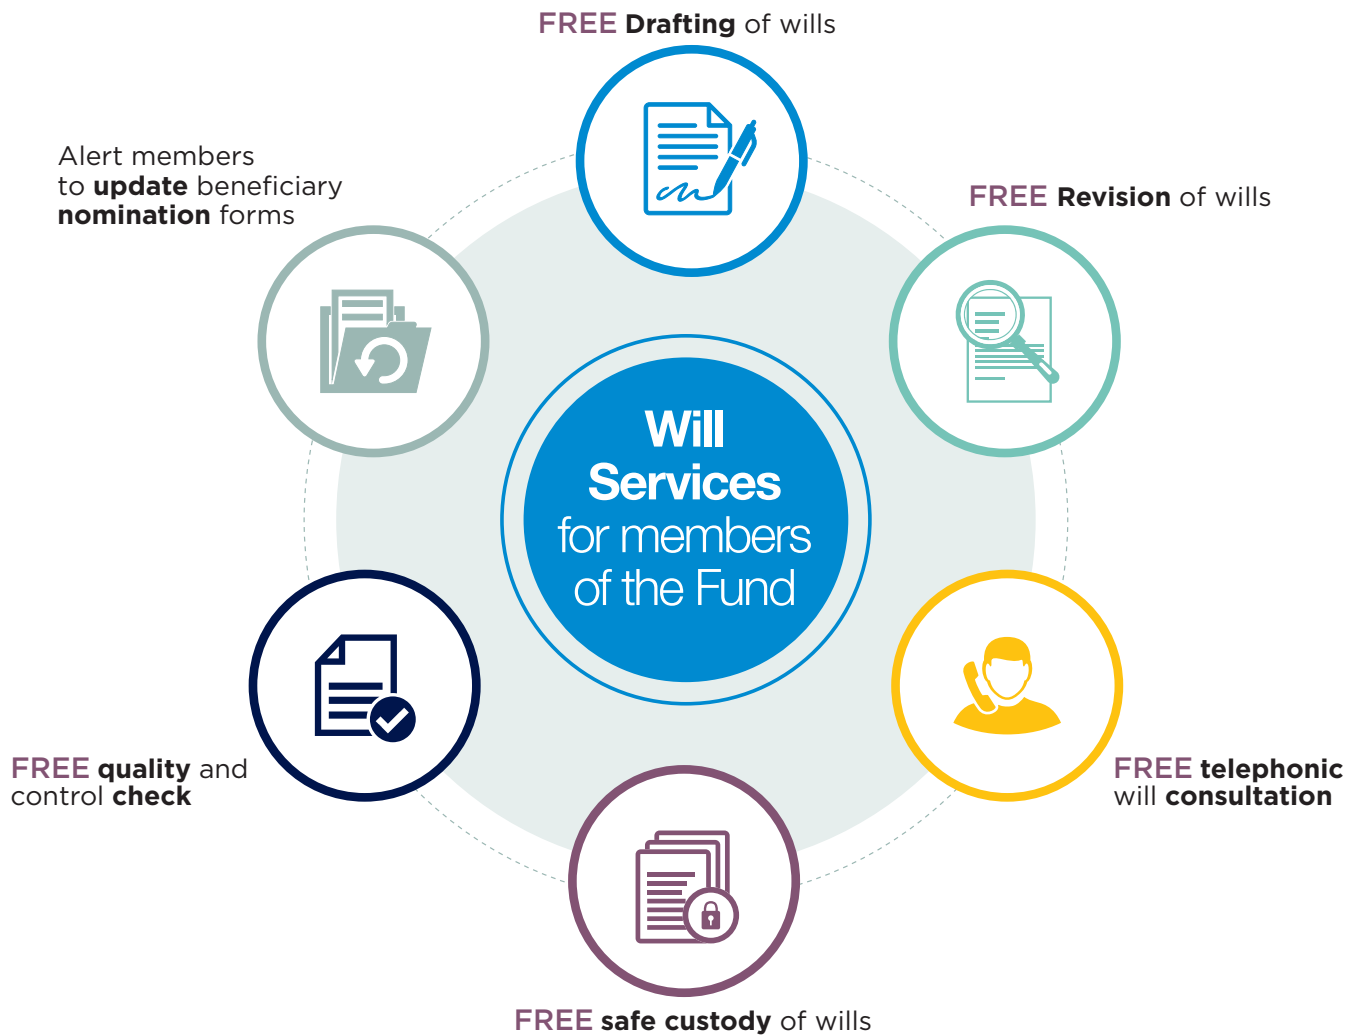 FREE Drafting of wills
Alert members
to update beneficiary
nomination forms
FREE Revision of wills
Will
Services
for members
of the Fund
FREE quality and
control check
FREE telephonic
will consultation
FREE safe custody of wills